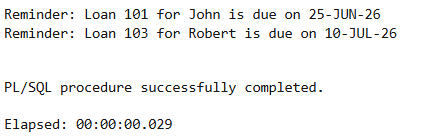 Reminder: Loan 101 for John is due on 25-JUN-26
Reminder: Loan 103 for Robert is due on 10-JUL-26
PL/SQL procedure successfully completed.
Elapsed: 00:00:00.029